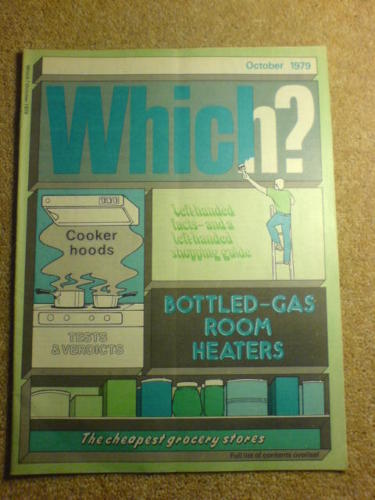 October 1979
Which?
Cooker
hoods
TESTS
& VERDICTS
Left handed
facts-and a
left handed
shopping guide
BOTTLED-GAS
ROOM
HEATERS
The cheapest grocery stores
Full list of contents overleaf